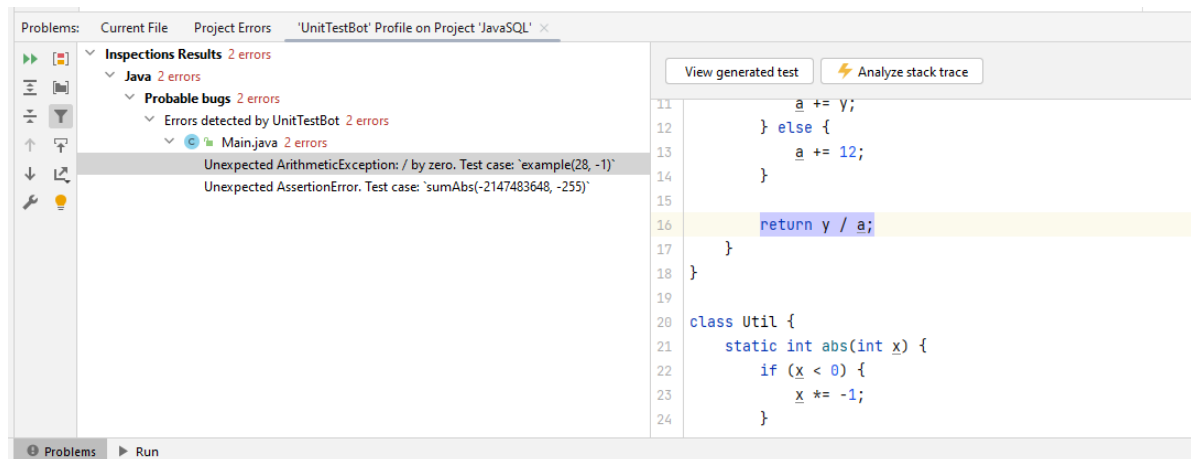 Problems: Current File Project Errors 'UnitTestBot' Profile on Project 'JavaSQL'
Inspections Results 2 errors
Java 2 errors
Probable bugs 2 errors
Errors detected by UnitTestBot 2 errors
C Main.java 2 errors
Unexpected ArithmeticException: / by zero. Test case: `example(28, -1)`
Unexpected AssertionError. Test case: `sumAbs(-2147483648, -255)`
View generated test Analyze stack trace
11 a += y;
12 } else {
13 a += 12;
14 }
15
16 return y / a;
17 }
18 }
19
20 class Util {
21 static int abs(int x) {
22 if (x < 0) {
23 x *= -1;
24 }
Problems Run